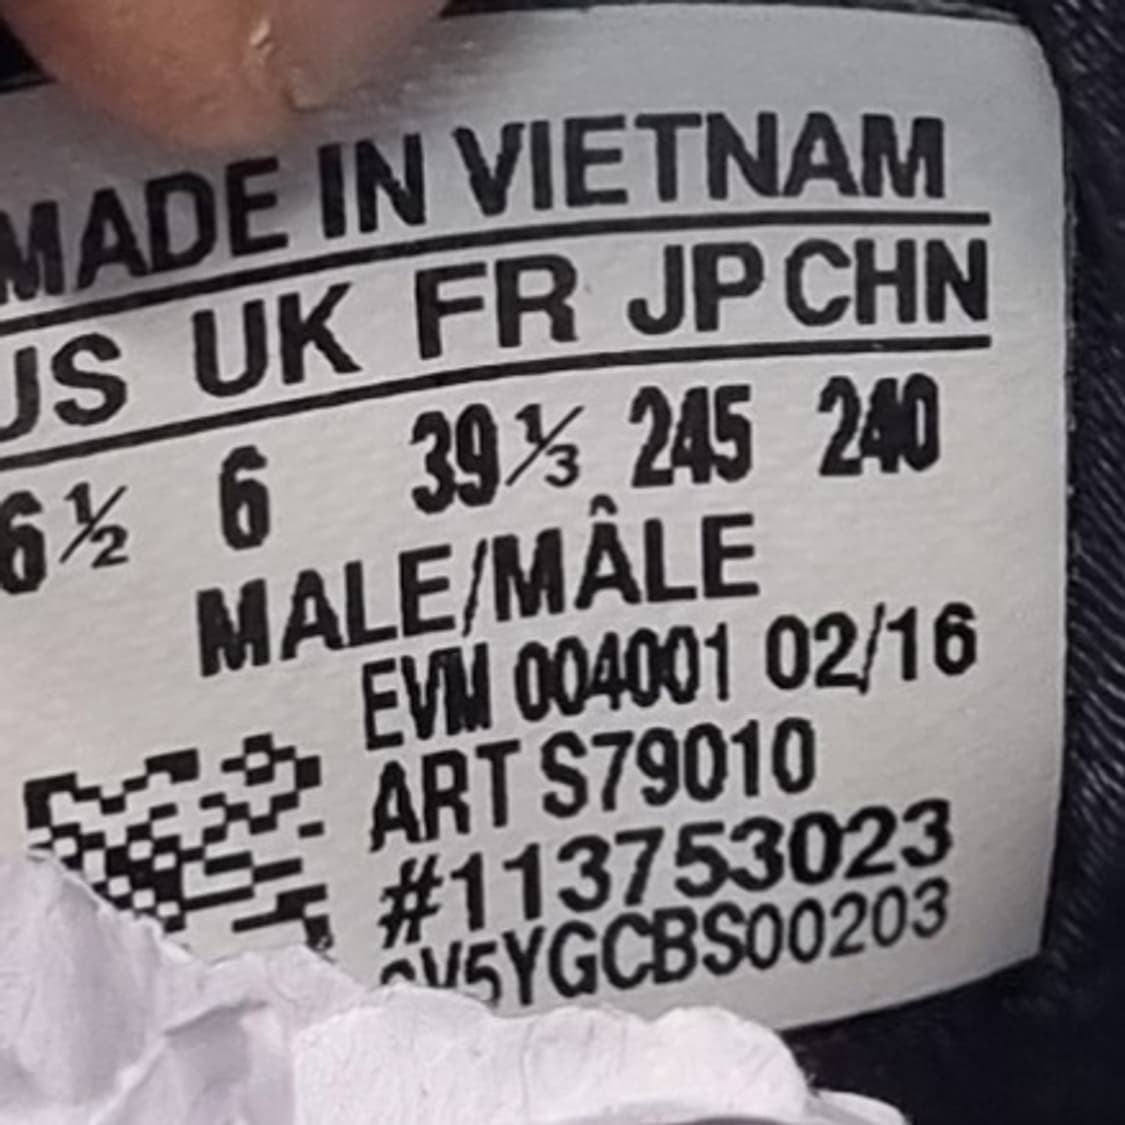 MADE IN VIETNAM
US UK FR JP CHN
6½ 6 39⅓ 245 240
MALE/MÂLE
EVM 004001 02/16
ART S79010
#113753023